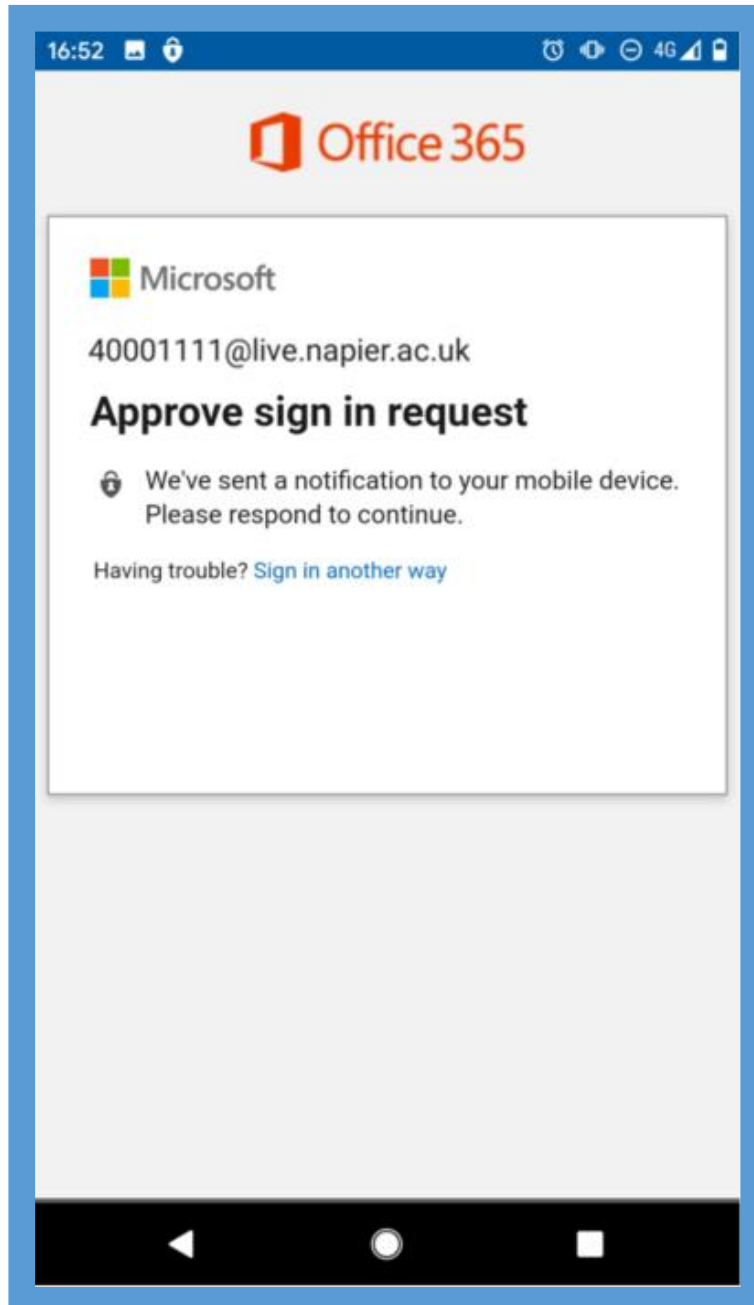 16:52 4G
Office 365
Microsoft
40001111@live.napier.ac.uk
Approve sign in request
We've sent a notification to your mobile device.
Please respond to continue.
Having trouble? Sign in another way